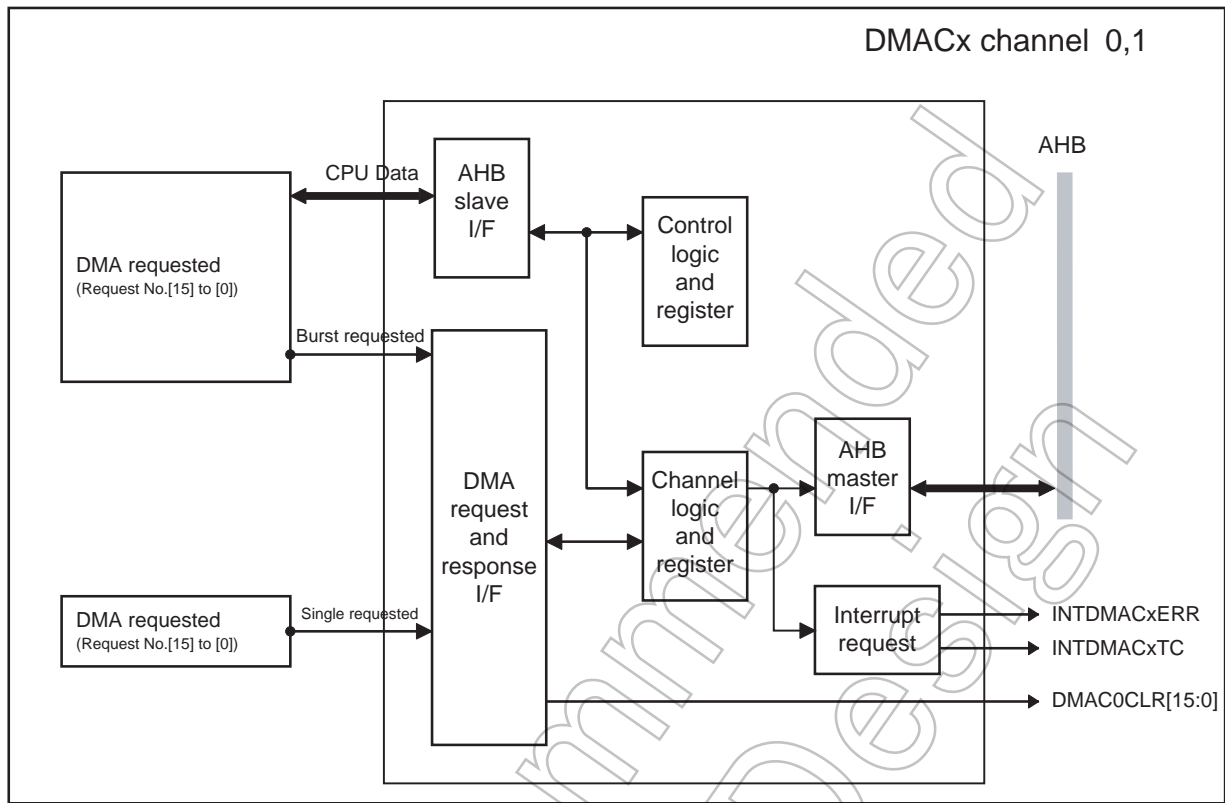 DMACx channel 0,1
AHB
CPU Data
AHB
slave
I/F
Control
logic
and
register
DMA requested
(Request No.[15] to [0])
Burst requested
DMA
request
and
response
I/F
Channel
logic
and
register
AHB
master
I/F
DMA requested
(Request No.[15] to [0])
Single requested
Interrupt
request
INTDMACxERR
INTDMACxTC
DMAC0CLR[15:0]
mmended
Design